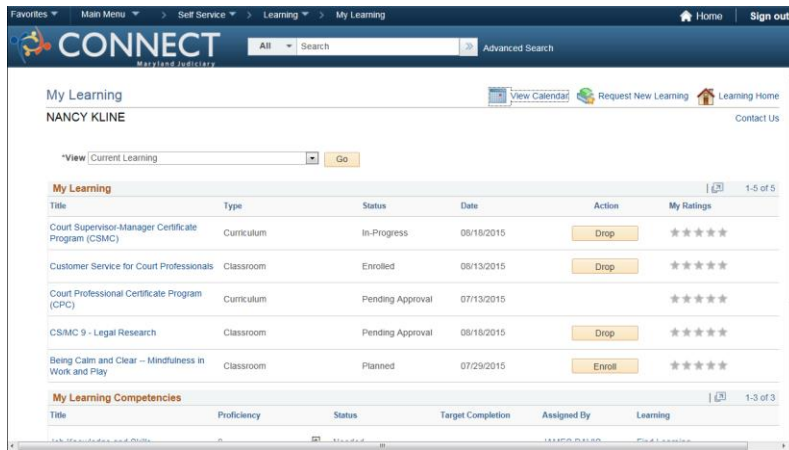 Favorites Main Menu > Self Service > Learning > My Learning Home Sign out
CONNECT All Search Advanced Search
Maryland Judiciary
My Learning View Calendar Request New Learning Learning Home
NANCY KLINE Contact Us
*View Current Learning Go
My Learning 1-5 of 5
Title Type Status Date Action My Ratings
Court Supervisor-Manager Certificate
Program (CSMC) Curriculum In-Progress 08/18/2015 Drop
Customer Service for Court Professionals Classroom Enrolled 08/13/2015 Drop
Court Professional Certificate Program
(CPC) Curriculum Pending Approval 07/13/2015
CS/MC 9 - Legal Research Classroom Pending Approval 08/18/2015 Drop
Being Calm and Clear -- Mindfulness in
Work and Play Classroom Planned 07/29/2015 Enroll
My Learning Competencies 1-3 of 3
Title Proficiency Status Target Completion Assigned By Learning